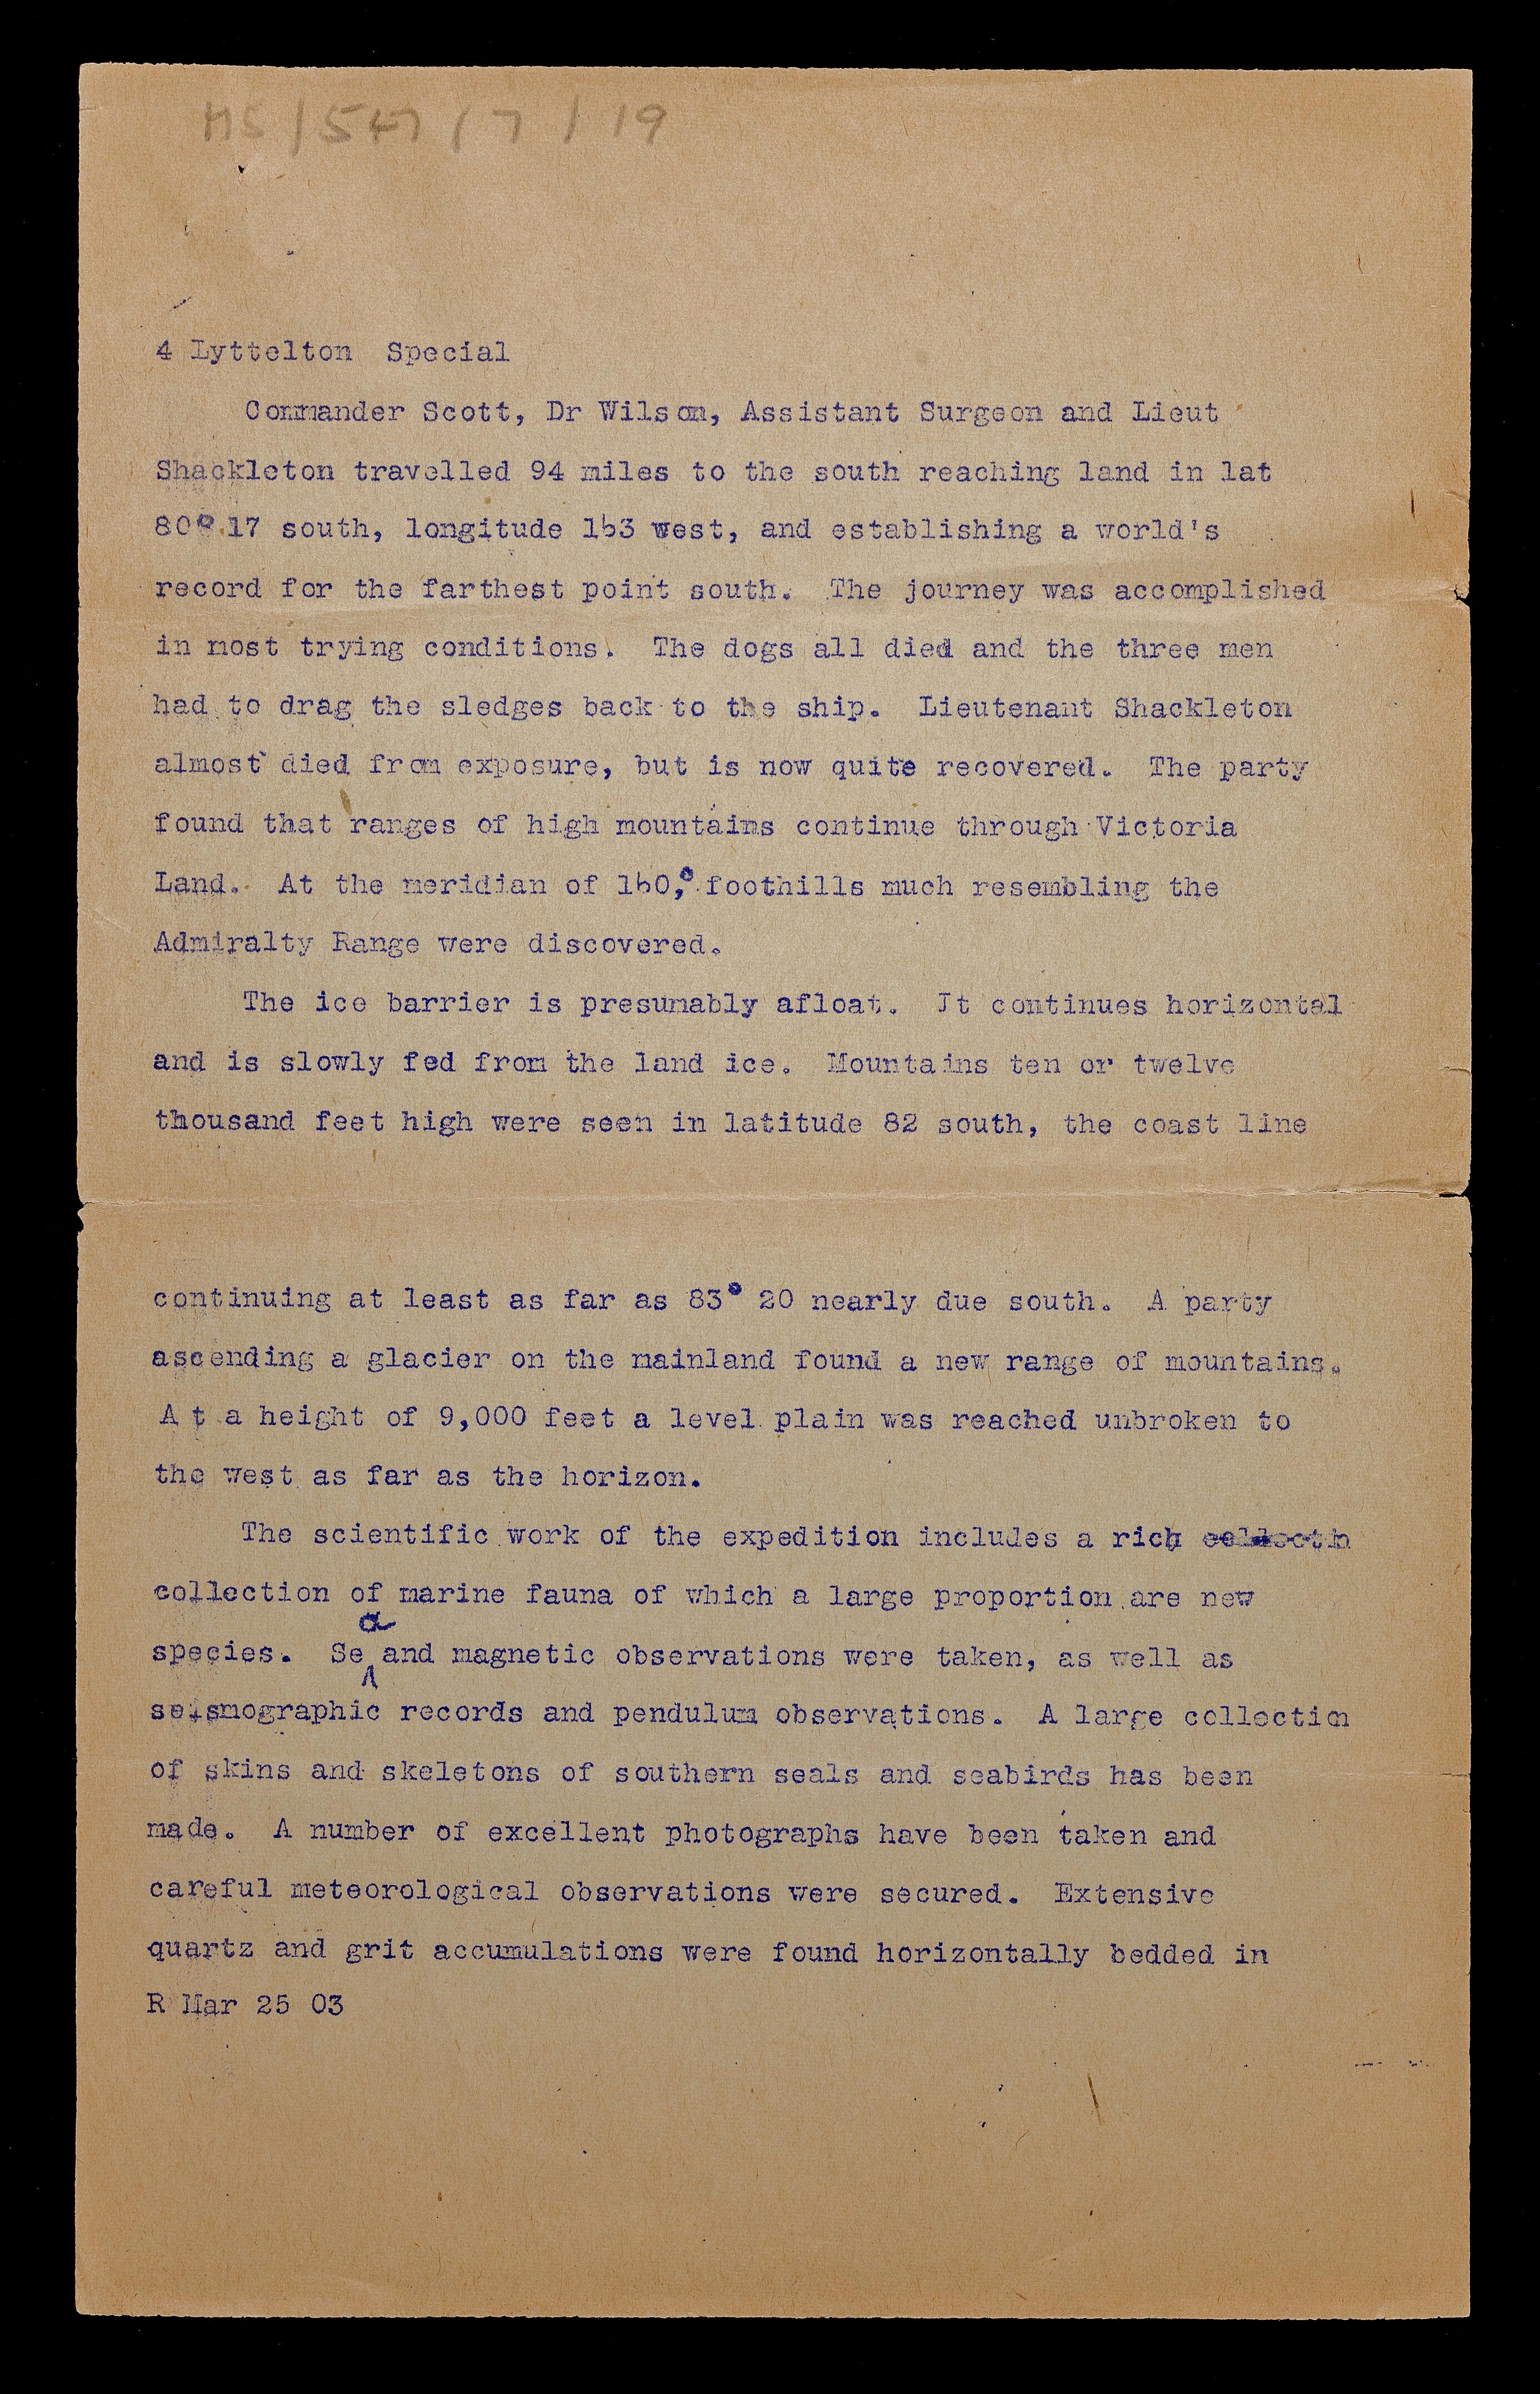 MS/547/7/19
4 Lyttelton Special
Commander Scott, Dr Wilson, Assistant Surgeon and Lieut
Shackleton travelled 94 miles to the south reaching land in lat
80° 17 south, longitude 163 west, and establishing a world's
record for the farthest point south. The journey was accomplished
in most trying conditions. The dogs all died and the three men
had to drag the sledges back to the ship. Lieutenant Shackleton
almost died from exposure, but is now quite recovered. The party
found that ranges of high mountains continue through Victoria
Land. At the meridian of 160,° foothills much resembling the
Admiralty Range were discovered.
The ice barrier is presumably afloat. It continues horizontal
and is slowly fed from the land ice. Mountains ten or twelve
thousand feet high were seen in latitude 82 south, the coast line
continuing at least as far as 83° 20 nearly due south. A party
ascending a glacier on the mainland found a new range of mountains.
At a height of 9,000 feet a level plain was reached unbroken to
the west as far as the horizon.
The scientific work of the expedition includes a rich collectin
collection of marine fauna of which a large proportion are new
species. Sea and magnetic observations were taken, as well as
seismographic records and pendulum observations. A large collection
of skins and skeletons of southern seals and seabirds has been
made. A number of excellent photographs have been taken and
careful meteorological observations were secured. Extensive
quartz and grit accumulations were found horizontally bedded in
R Mar 25 03